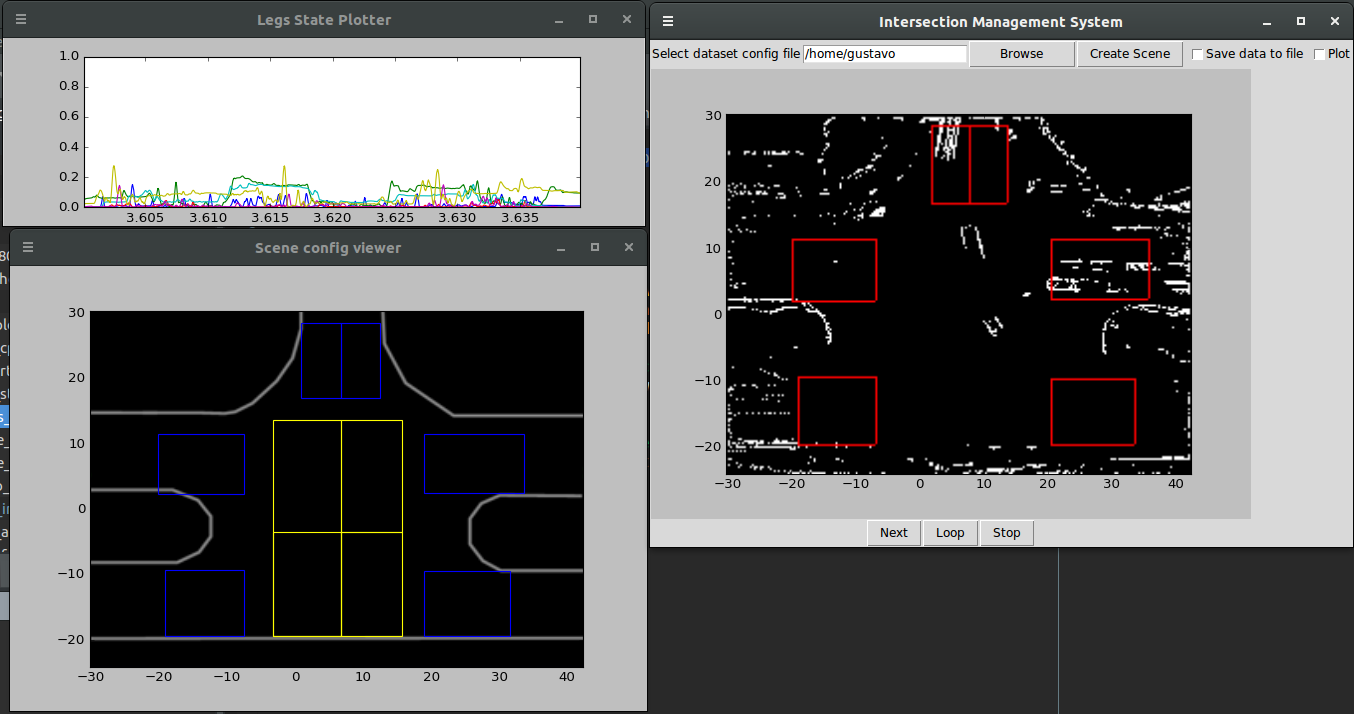 Legs State Plotter
1.0
0.8
0.6
0.4
0.2
0.0
3.605 3.610 3.615 3.620 3.625 3.630 3.635
Scene config viewer
30
20
10
0
−10
−20
−30 −20 −10 0 10 20 30 40
Intersection Management System
Select dataset config file /home/gustavo Browse Create Scene Save data to file Plot
30
20
10
0
−10
−20
−30 −20 −10 0 10 20 30 40
Next Loop Stop